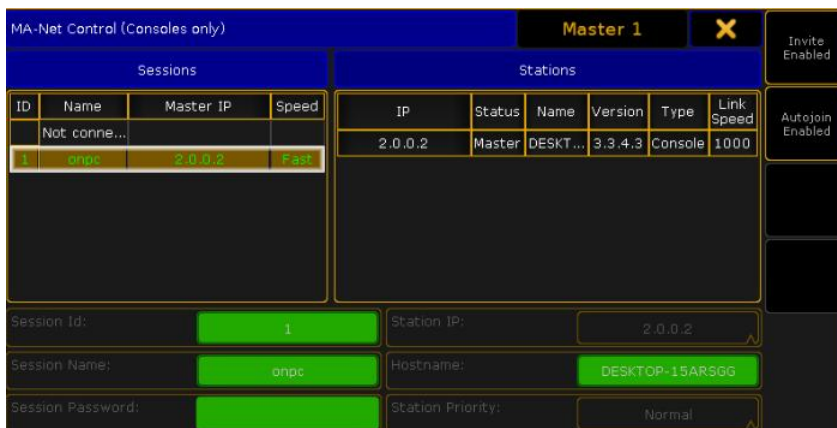 MA-Net Control (Consoles only)
Master 1
Invite
Enabled
Sessions
Stations
ID Name Master IP Speed
Not conne...
1 onpc 2.0.0.2 Fast
IP Status Name Version Type Link Speed
2.0.0.2 Master DESKT... 3.3.4.3 Console 1000
Autojoin
Enabled
Session Id: 1
Station IP: 2.0.0.2
Session Name: onpc
Hostname: DESKTOP-15ARSGG
Session Password:
Station Priority: Normal